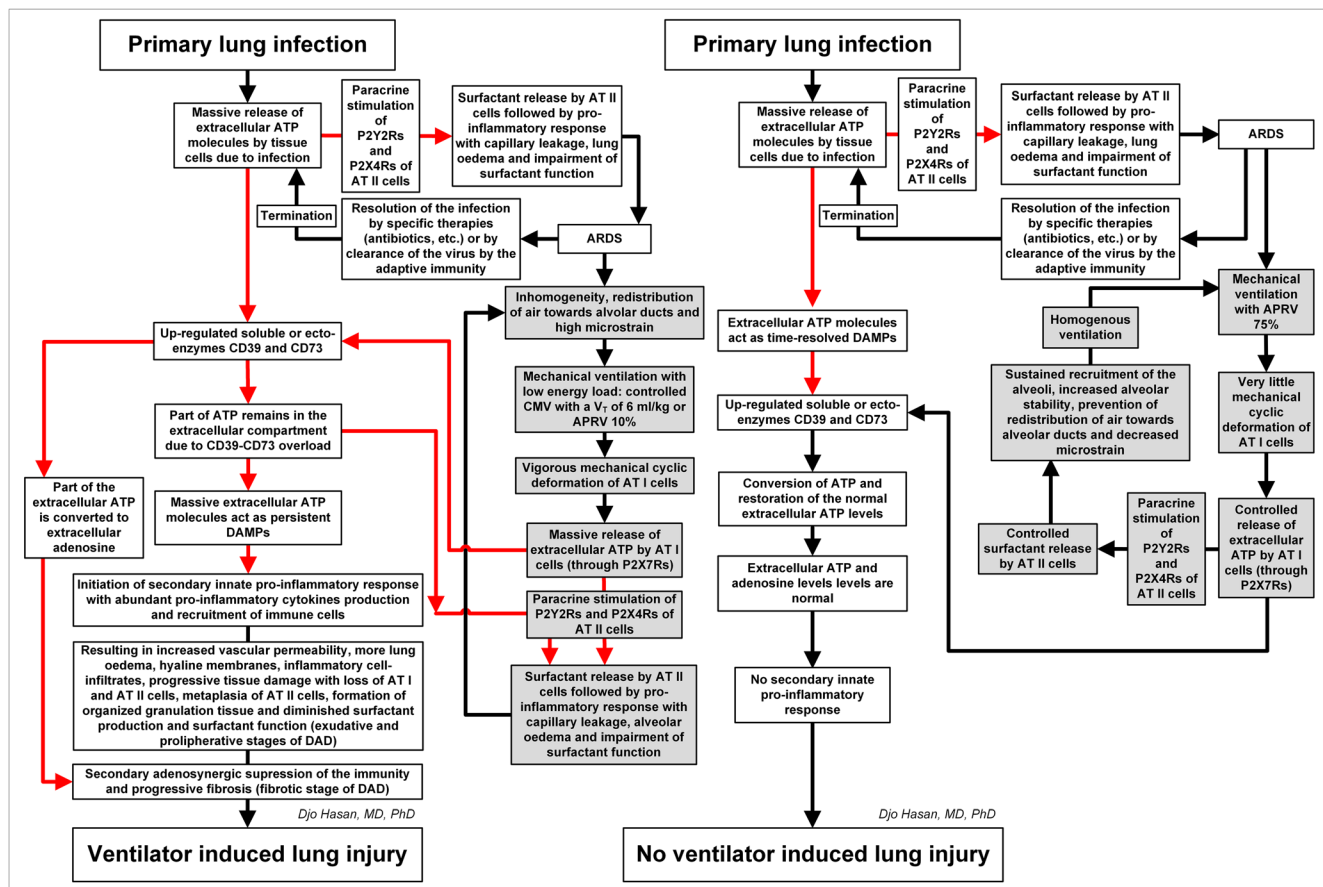 Primary lung infection
Massive release of
extracellular ATP
molecules by tissue
cells due to infection
Paracrine
stimulation
of
P2Y2Rs
and
P2X4Rs
of AT II
cells
Surfactant release by AT II
cells followed by pro-
inflammatory response
with capillary leakage, lung
oedema and impairment of
surfactant function
Termination
Resolution of the infection
by specific therapies
(antibiotics, etc.) or by
clearance of the virus by the
adaptive immunity
ARDS
Inhomogeneity, redistribution
of air towards alvolar ducts and
high microstrain
Up-regulated soluble or ecto-
enzymes CD39 and CD73
Mechanical ventilation with
low energy load: controlled
CMV with a VT of 6 ml/kg or
APRV 10%
Part of ATP remains in the
extracellular compartment
due to CD39-CD73 overload
Vigorous mechanical cyclic
deformation of AT I cells
Part of the
extracellular ATP
is converted to
extracellular
adenosine
Massive extracellular ATP
molecules act as persistent
DAMPs
Massive release of
extracellular ATP by AT I
cells (through P2X7Rs)
Initiation of secondary innate pro-inflammatory response
with abundant pro-inflammatory cytokines production
and recruitment of immune cells
Paracrine stimulation of
P2Y2Rs and P2X4Rs of
AT II cells
Resulting in increased vascular permeability, more lung
oedema, hyaline membranes, inflammatory cell-
infiltrates, progressive tissue damage with loss of AT I
and AT II cells, metaplasia of AT II cells, formation of
organized granulation tissue and diminished surfactant
production and surfactant function (exudative and
prolipherative stages of DAD)
Surfactant release by AT II
cells followed by pro-
inflammatory response with
capillary leakage, alveolar
oedema and impairment of
surfactant function
Secondary adenosynergic supression of the immunity
and progressive fibrosis (fibrotic stage of DAD)
Djo Hasan, MD, PhD
Ventilator induced lung injury
Primary lung infection
Massive release of
extracellular ATP
molecules by tissue
cells due to infection
Paracrine
stimulation
of
P2Y2Rs
and
P2X4Rs
of AT II
cells
Surfactant release by AT II
cells followed by pro-
inflammatory response
with capillary leakage, lung
oedema and impairment of
surfactant function
ARDS
Termination
Resolution of the infection
by specific therapies
(antibiotics, etc.) or by
clearance of the virus by the
adaptive immunity
Mechanical
ventilation
with APRV
75%
Homogenous
ventilation
Extracellular ATP molecules
act as time-resolved DAMPs
Sustained recruitment of the
alveoli, increased alveolar
stability, prevention of
redistribution of air towards
alveolar ducts and decreased
microstrain
Very little
mechanical
cyclic
deformation of
AT I cells
Up-regulated soluble or ecto-
enzymes CD39 and CD73
Conversion of ATP and
restoration of the normal
extracellular ATP levels
Controlled
surfactant release
by AT II cells
Paracrine
stimulation
of
P2Y2Rs
and
P2X4Rs of
AT II cells
Controlled
release of
extracellular
ATP by AT I
cells (through
P2X7Rs)
Extracellular ATP and
adenosine levels levels are
normal
No secondary innate
pro-inflammatory
response
Djo Hasan, MD, PhD
No ventilator induced lung injury